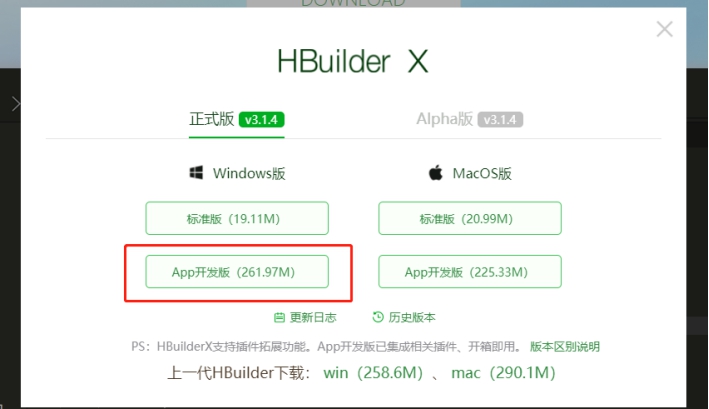 DOWNLOAD
HBuilder X
正式版 v3.1.4 Alpha版 v3.1.4
Windows版 MacOS版
标准版（19.11M） 标准版（20.99M）
App开发版（261.97M） App开发版（225.33M）
更新日志 历史版本
PS：HBuilderX支持插件拓展功能。App开发版已集成相关插件、开箱即用。 版本区别说明
上一代HBuilder下载： win（258.6M）、 mac（290.1M）